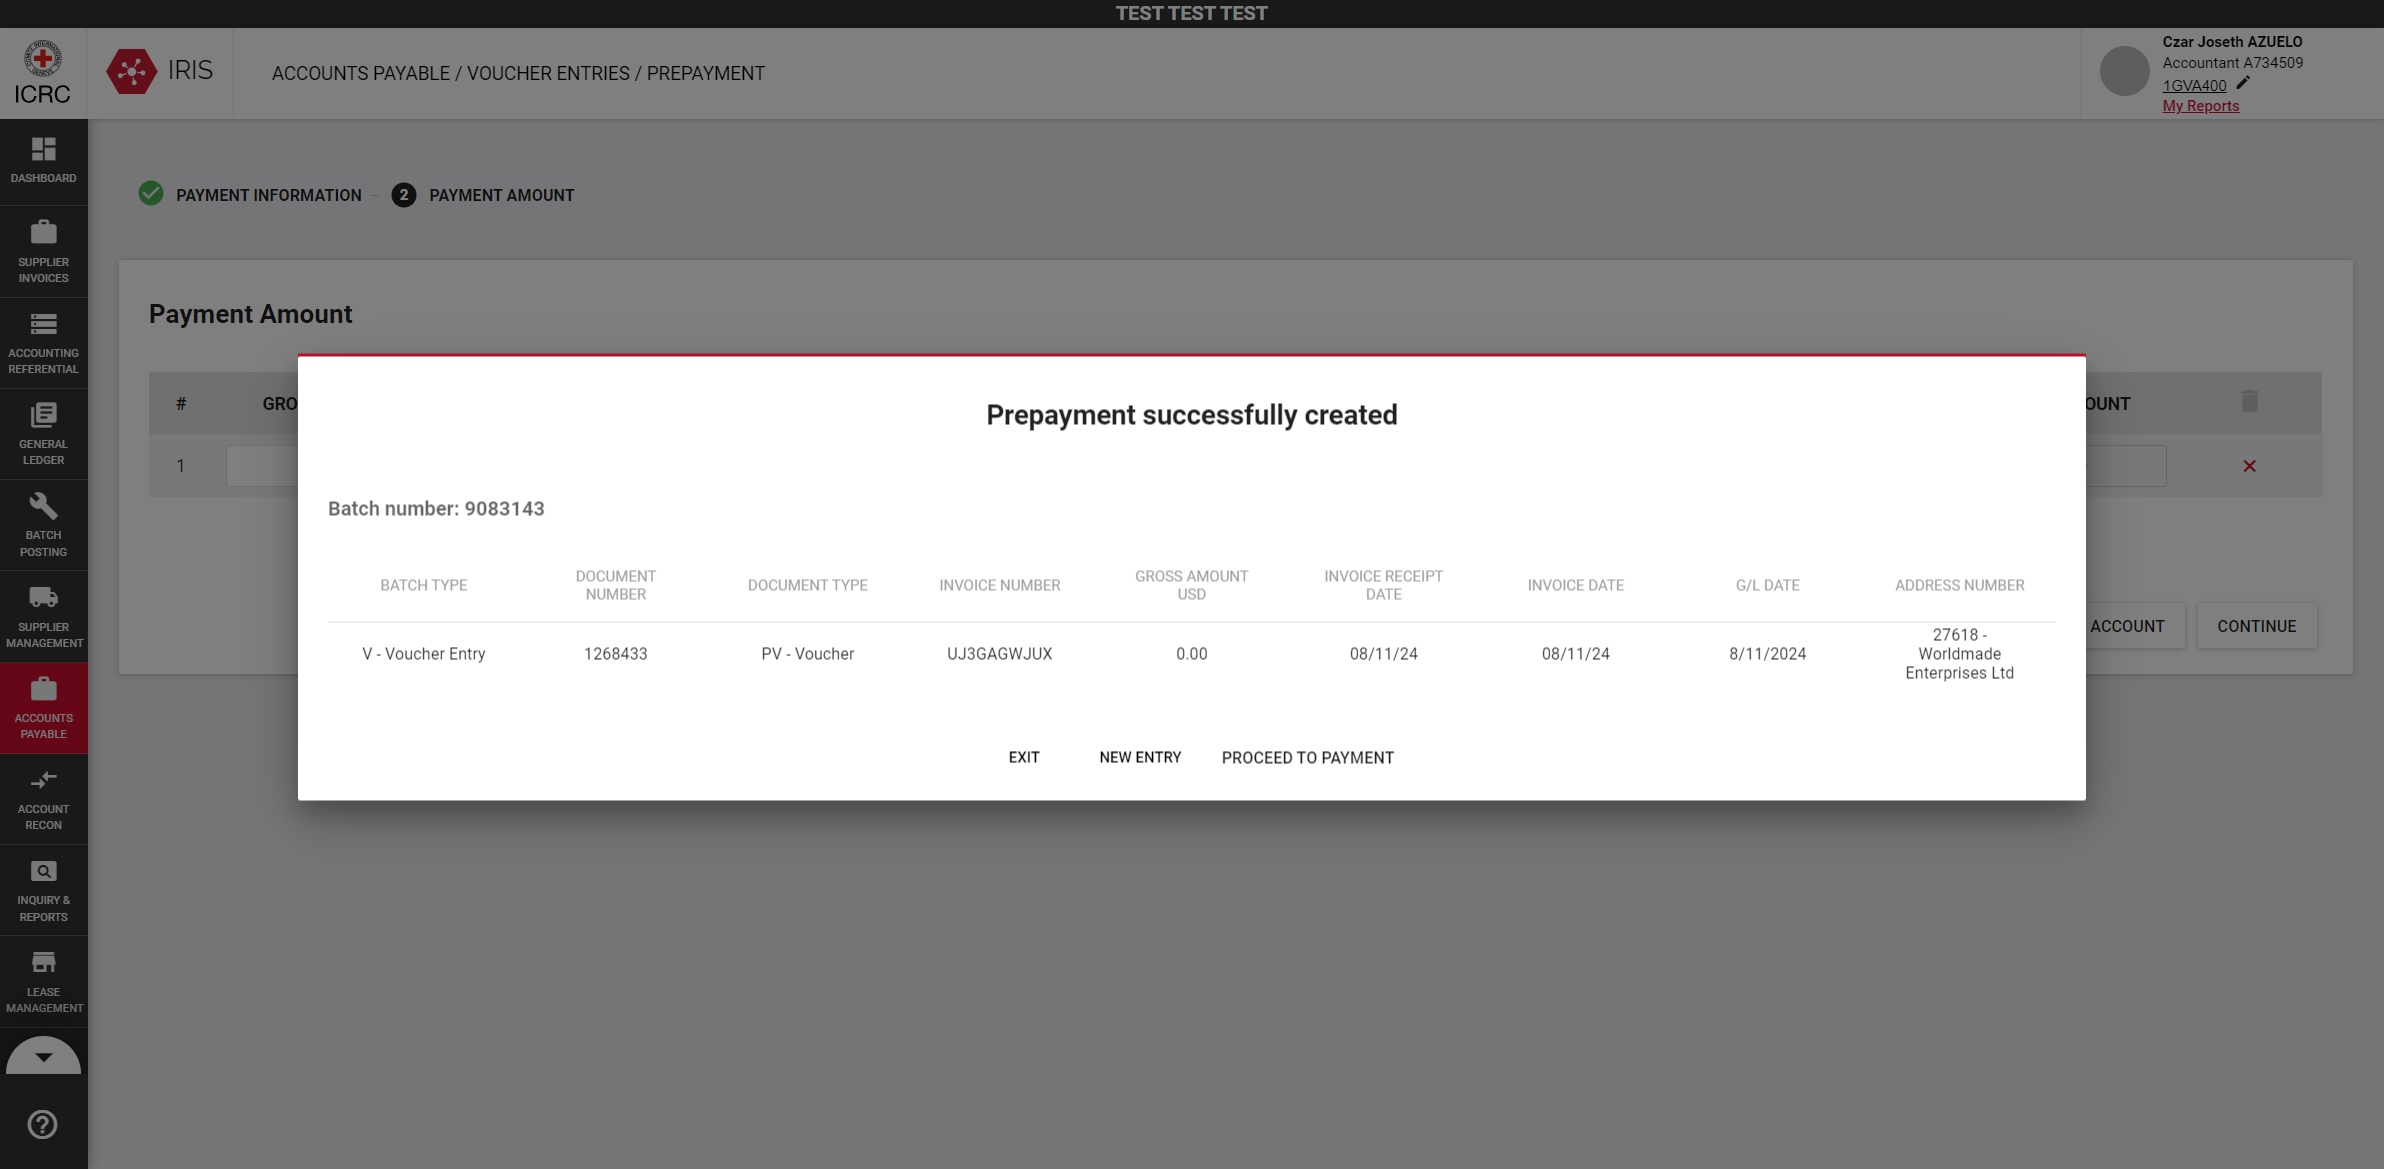 TEST TEST TEST
ICRC
IRIS
ACCOUNTS PAYABLE / VOUCHER ENTRIES / PREPAYMENT
Czar Joseth AZUELO
Accountant A734509
1GVA400
My Reports
DASHBOARD
SUPPLIER
INVOICES
ACCOUNTING
REFERENTIAL
GENERAL
LEDGER
BATCH
POSTING
SUPPLIER
MANAGEMENT
ACCOUNTS
PAYABLE
ACCOUNT
RECON
INQUIRY &
REPORTS
LEASE
MANAGEMENT
PAYMENT INFORMATION
2 PAYMENT AMOUNT
Payment Amount
# GRO OUNT
1
ACCOUNT CONTINUE
Prepayment successfully created
Batch number: 9083143
BATCH TYPE DOCUMENT NUMBER DOCUMENT TYPE INVOICE NUMBER GROSS AMOUNT USD INVOICE RECEIPT DATE INVOICE DATE G/L DATE ADDRESS NUMBER
V - Voucher Entry 1268433 PV - Voucher UJ3GAGWJUX 0.00 08/11/24 08/11/24 8/11/2024 27618 - Worldmade Enterprises Ltd
EXIT NEW ENTRY PROCEED TO PAYMENT